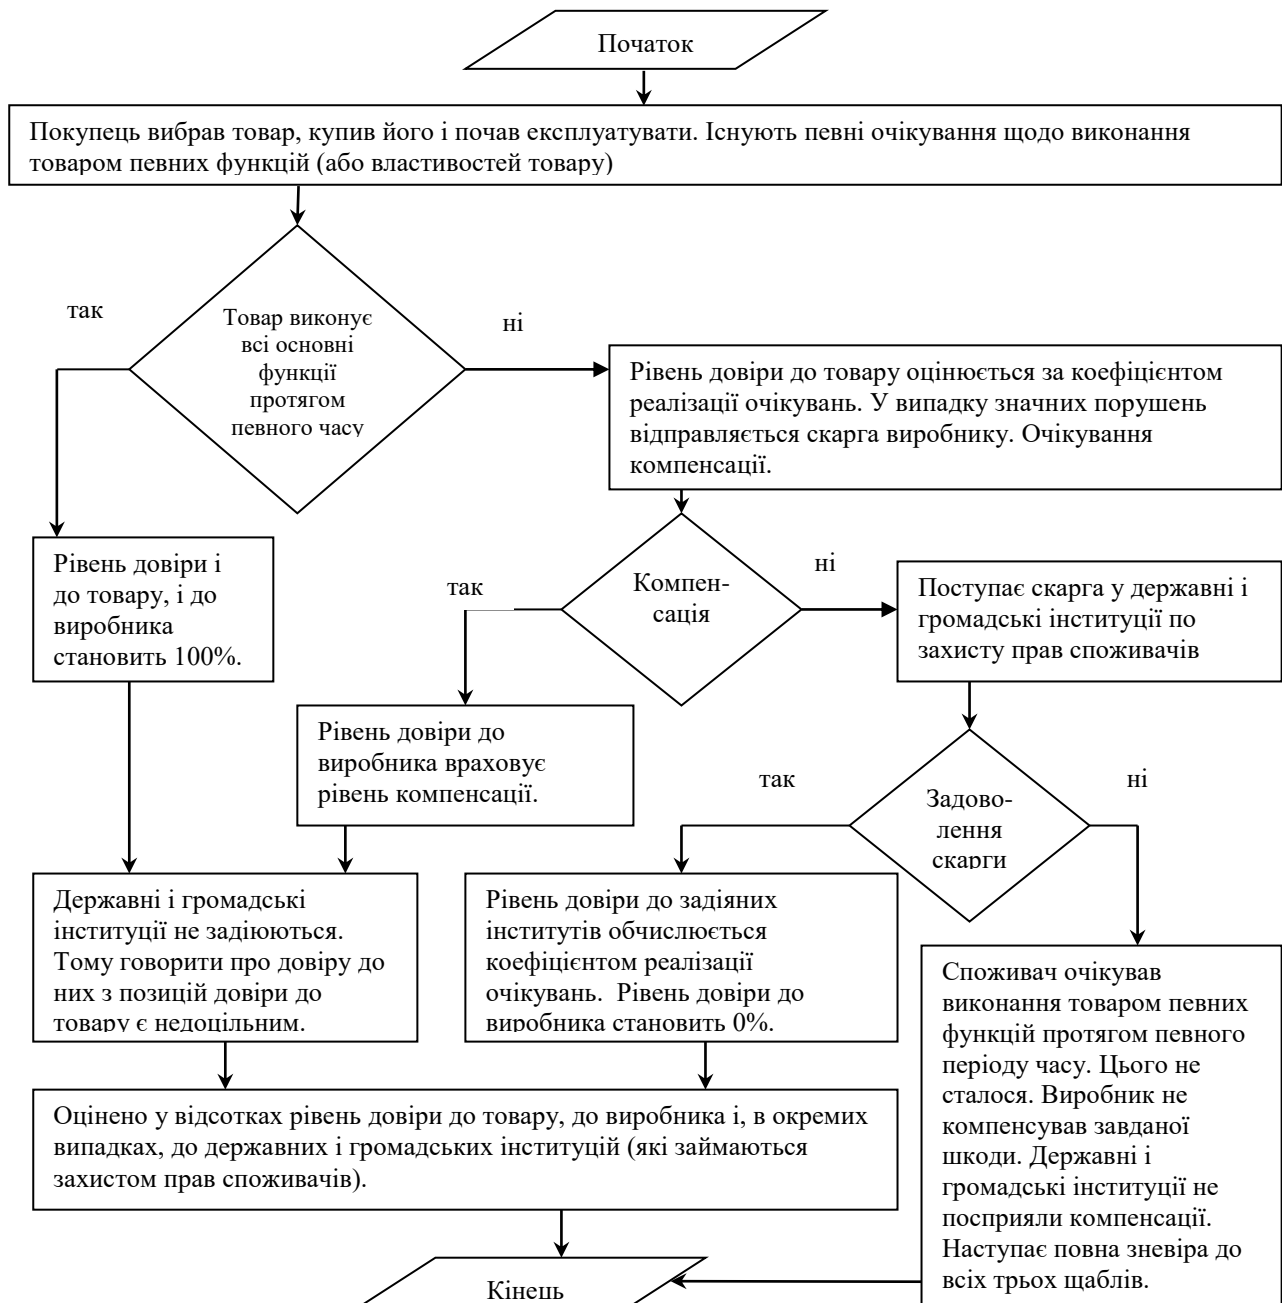 Початок
Покупець вибрав товар, купив його і почав експлуатувати. Існують певні очікування щодо виконання
товаром певних функцій (або властивостей товару)
так
ні
Товар виконує
всі основні
функції
протягом
певного часу
Рівень довіри до товару оцінюється за коефіцієнтом
реалізації очікувань. У випадку значних порушень
відправляється скарга виробнику. Очікування
компенсації.
Рівень довіри і
до товару, і до
виробника
становить 100%.
так
Компен-
сація
ні
Поступає скарга у державні і
громадські інституції по
захисту прав споживачів
Рівень довіри до
виробника враховує
рівень компенсації.
так
Задово-
лення
скарги
ні
Державні і громадські
інституції не задіюються.
Тому говорити про довіру до
них з позицій довіри до
товару є недоцільним.
Рівень довіри до задіяних
інститутів обчислюється
коефіцієнтом реалізації
очікувань. Рівень довіри до
виробника становить 0%.
Споживач очікував
виконання товаром певних
функцій протягом певного
періоду часу. Цього не
сталося. Виробник не
компенсував завданої
шкоди. Державні і
громадські інституції не
посприяли компенсації.
Наступає повна зневіра до
всіх трьох щаблів.
Оцінено у відсотках рівень довіри до товару, до виробника і, в окремих
випадках, до державних і громадських інституцій (які займаються
захистом прав споживачів).
Кінець